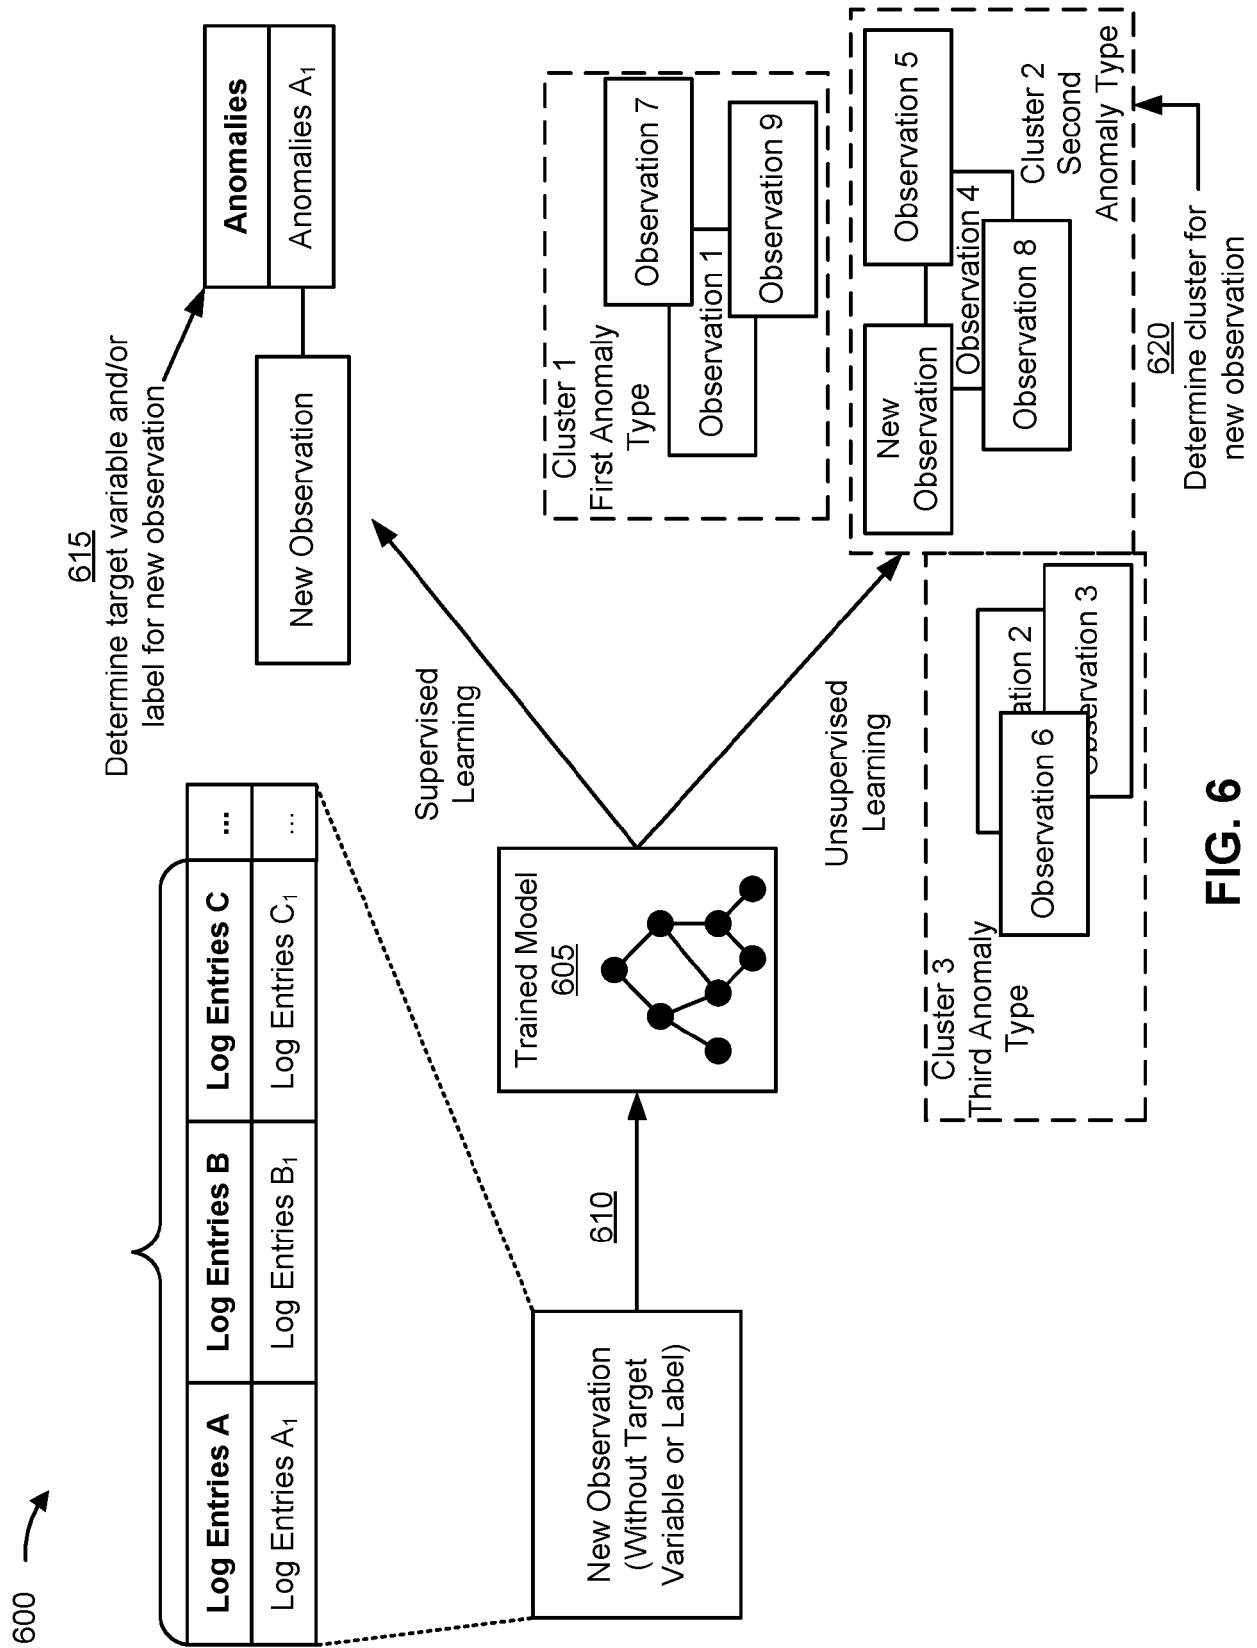 600
Log Entries A Log Entries B Log Entries C ...
Log Entries A1 Log Entries B1 Log Entries C1 ...
New Observation
(Without Target
Variable or Label)
610
Trained Model
605
Supervised
Learning
Unsupervised
Learning
615
Determine target variable and/or
label for new observation
New Observation
Anomalies
Anomalies A1
Cluster 1
First Anomaly
Type
Observation 7
Observation 1
Observation 9
New
Observation
Observation 5
Observation 4
Observation 8
Cluster 2
Second
Anomaly Type
620
Determine cluster for
new observation
Cluster 3
Third Anomaly
Type
ation 2
Observation 6
bservation 3
FIG. 6